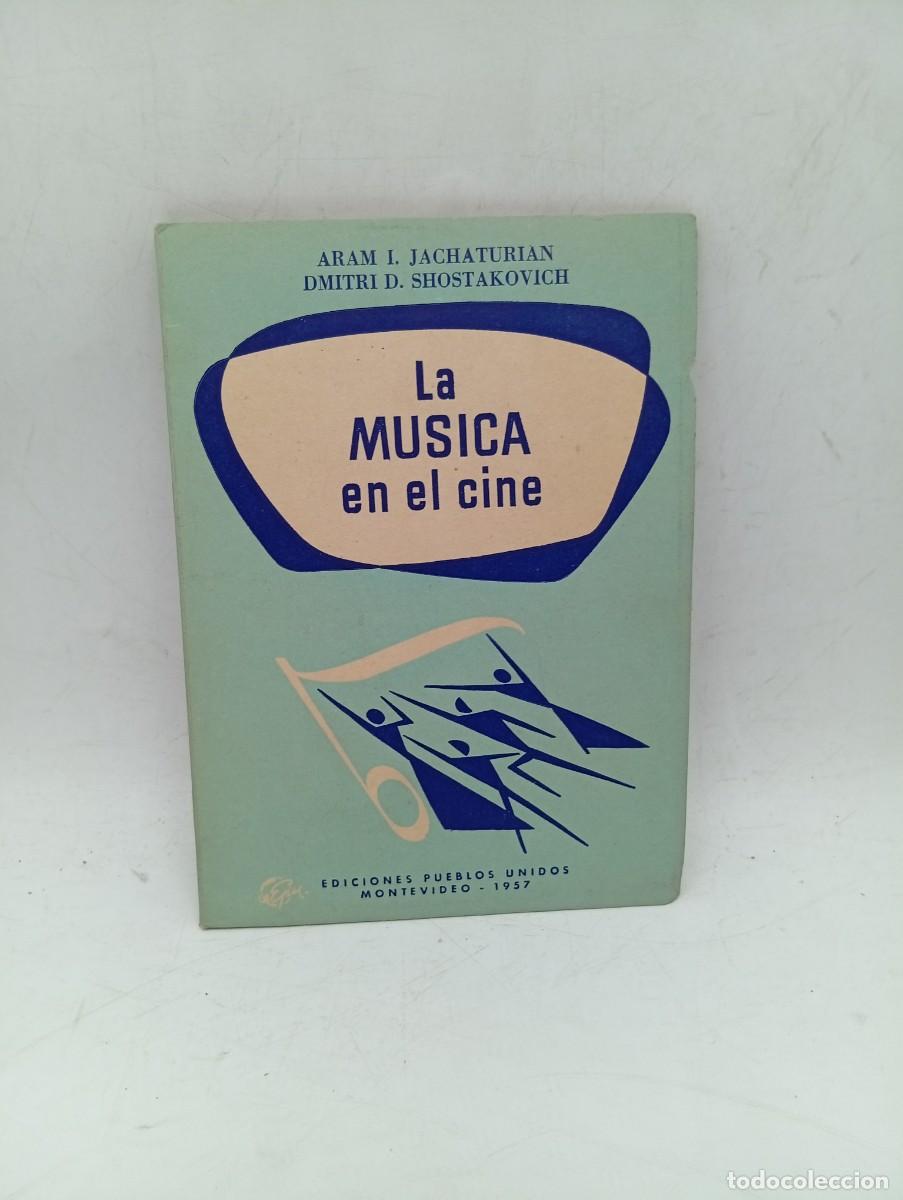 ARAM I. JACHATURIAN
DMITRI D. SHOSTAKOVICH
La
MUSICA
en el cine
EDICIONES PUEBLOS UNIDOS
MONTEVIDEO - 1957
todocoleccion